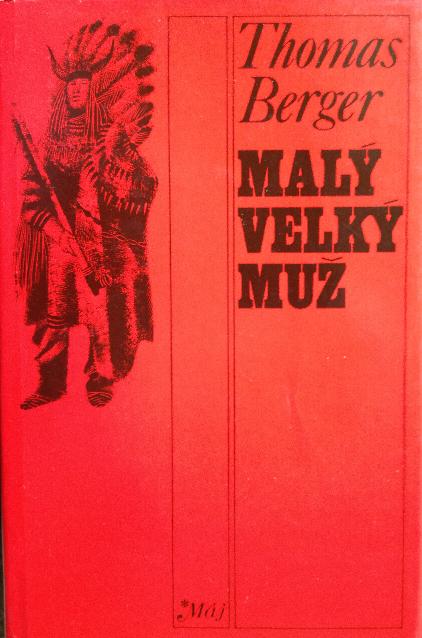 Thomas
Berger
MALÝ
VELKÝ
MUŽ
*Máj